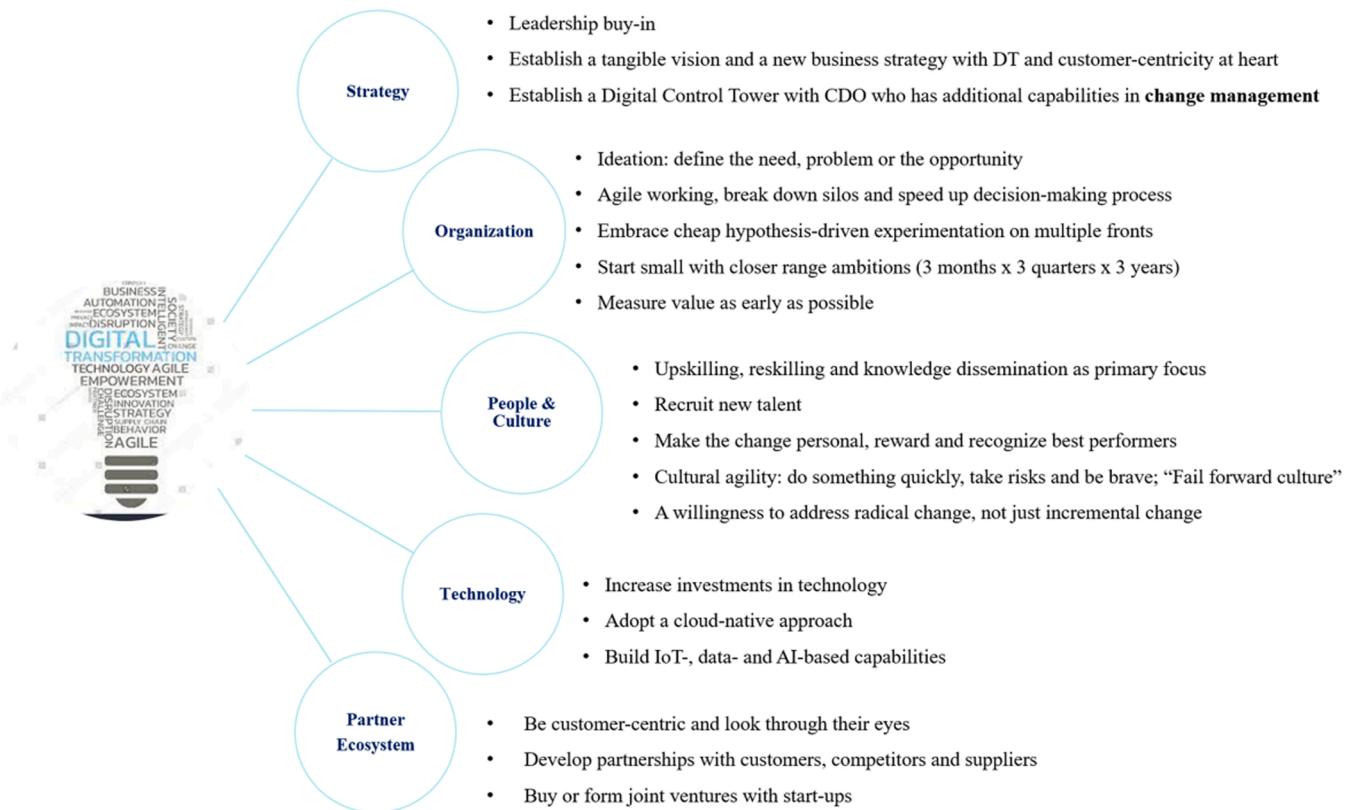 Strategy
• Leadership buy-in
• Establish a tangible vision and a new business strategy with DT and customer-centricity at heart
• Establish a Digital Control Tower with CDO who has additional capabilities in change management
Organization
• Ideation: define the need, problem or the opportunity
• Agile working, break down silos and speed up decision-making process
• Embrace cheap hypothesis-driven experimentation on multiple fronts
• Start small with closer range ambitions (3 months x 3 quarters x 3 years)
• Measure value as early as possible
BUSINESS
AUTOMATION
ECOSYSTEM
DISRUPTION
INTELLIGENT
SOCIETY
STRATEGY
CHANGE
DIGITAL
TRANSFORMATION
TECHNOLOGY AGILE
EMPOWERMENT
ECOSYSTEM
INNOVATION
STRATEGY
SUPPLY CHAIN
BEHAVIOR
AGILE
CHALLENGE
DISRUPTION
People &
Culture
• Upskilling, reskilling and knowledge dissemination as primary focus
• Recruit new talent
• Make the change personal, reward and recognize best performers
• Cultural agility: do something quickly, take risks and be brave; “Fail forward culture”
• A willingness to address radical change, not just incremental change
Technology
• Increase investments in technology
• Adopt a cloud-native approach
• Build IoT-, data- and AI-based capabilities
Partner
Ecosystem
• Be customer-centric and look through their eyes
• Develop partnerships with customers, competitors and suppliers
• Buy or form joint ventures with start-ups